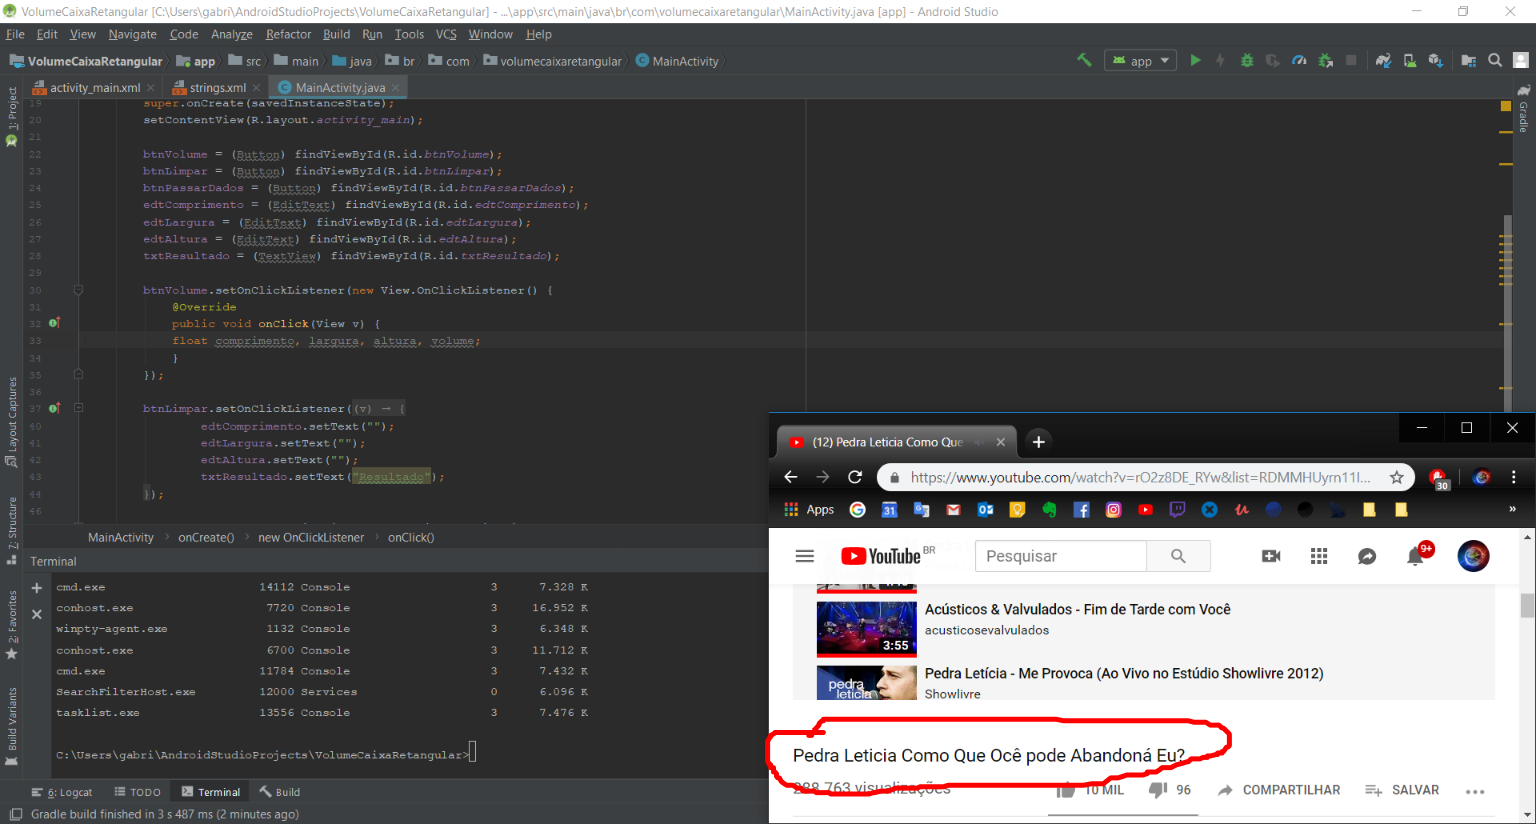 VolumeCaixaRetangular [C:\Users\gabri\AndroidStudioProjects\VolumeCaixaRetangular] - ...\app\src\main\java\br\com\volumecaixaretangular\MainActivity.java [app] - Android Studio
File Edit View Navigate Code Analyze Refactor Build Run Tools VCS Window Help
VolumeCaixaRetangular app src main java br com volumecaixaretangular MainActivity
app
activity_main.xml strings.xml MainActivity.java
1: Project
Layout Captures
7: Structure
2: Favorites
Build Variants
Gradle
19 super.onCreate(savedInstanceState);
20 setContentView(R.layout.activity_main);
21
22 btnVolume = (Button) findViewById(R.id.btnVolume);
23 btnLimpar = (Button) findViewById(R.id.btnLimpar);
24 btnPassarDados = (Button) findViewById(R.id.btnPassarDados);
25 edtComprimento = (EditText) findViewById(R.id.edtComprimento);
26 edtLargura = (EditText) findViewById(R.id.edtLargura);
27 edtAltura = (EditText) findViewById(R.id.edtAltura);
28 txtResultado = (TextView) findViewById(R.id.txtResultado);
29
30 btnVolume.setOnClickListener(new View.OnClickListener() {
31 @Override
32 public void onClick(View v) {
33 float comprimento, largura, altura, volume;
34 }
35 });
36
37 btnLimpar.setOnClickListener((v) → {
40 edtComprimento.setText("");
41 edtLargura.setText("");
42 edtAltura.setText("");
43 txtResultado.setText("Resultado");
44 });
46
MainActivity onCreate() new OnClickListener onClick()
Terminal
cmd.exe 14112 Console 3 7.328 K
conhost.exe 7720 Console 3 16.952 K
winpty-agent.exe 1132 Console 3 6.348 K
conhost.exe 6700 Console 3 11.712 K
cmd.exe 11784 Console 3 7.432 K
SearchFilterHost.exe 12000 Services 0 6.096 K
tasklist.exe 13556 Console 3 7.476 K
C:\Users\gabri\AndroidStudioProjects\VolumeCaixaRetangular>
6: Logcat TODO Terminal Build
Gradle build finished in 3 s 487 ms (2 minutes ago)
(12) Pedra Leticia Como Que
https://www.youtube.com/watch?v=rO2z8DE_RYw&list=RDMMHUyrn11I...
30
Apps
31
»
YouTube BR
Pesquisar
9+
Acústicos & Valvulados - Fim de Tarde com Você
acusticosevalvulados
3:55
pedra
leticia
Pedra Letícia - Me Provoca (Ao Vivo no Estúdio Showlivre 2012)
Showlivre
Pedra Leticia Como Que Ocê pode Abandoná Eu?
288.763 visualizações
10 MIL 96 COMPARTILHAR SALVAR